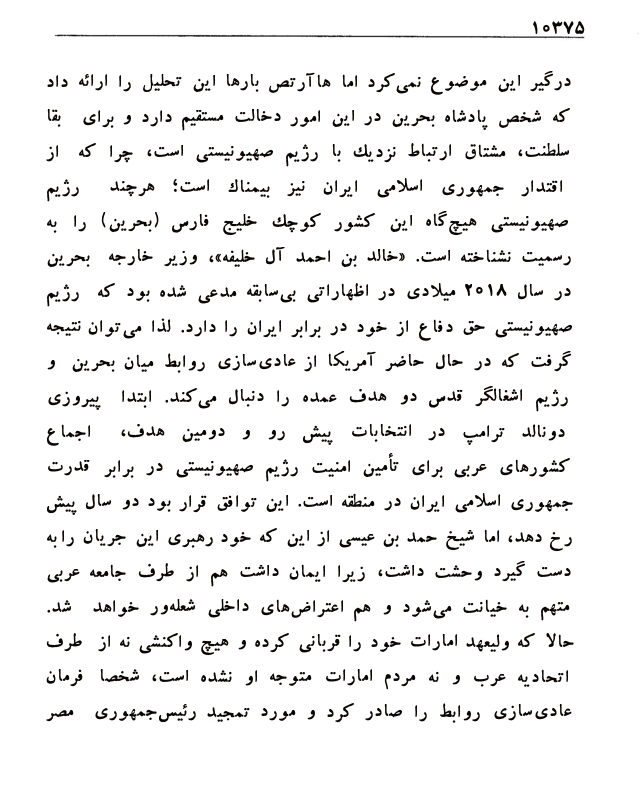 ۱۰۳۷۵
درگیر این موضوع نمی‌کرد اما هاآرتص بارها این تحلیل را ارائه داد
که شخص پادشاه بحرین در این امور دخالت مستقیم دارد و برای بقا
سلطنت، مشتاق ارتباط نزدیك با رژیم صهیونیستی است، چرا که از
اقتدار جمهوری اسلامی ایران نیز بیمناك است؛ هرچند رژیم
صهیونیستی هیچ‌گاه این کشور کوچك خلیج فارس (بحرین) را به
رسمیت نشناخته است. «خالد بن احمد آل خلیفه»، وزیر خارجه بحرین
در سال ۲۰۱۸ میلادی در اظهاراتی بی‌سابقه مدعی شده بود که رژیم
صهیونیستی حق دفاع از خود در برابر ایران را دارد. لذا می‌توان نتیجه
گرفت که در حال حاضر آمریکا از عادی‌سازی روابط میان بحرین و
رژیم اشغالگر قدس دو هدف عمده را دنبال می‌کند. ابتدا پیروزی
دونالد ترامپ در انتخابات پیش رو و دومین هدف، اجماع
کشورهای عربی برای تأمین امنیت رژیم صهیونیستی در برابر قدرت
جمهوری اسلامی ایران در منطقه است. این توافق قرار بود دو سال پیش
رخ دهد، اما شیخ حمد بن عیسی از این که خود رهبری این جریان را به
دست گیرد وحشت داشت، زیرا ایمان داشت هم از طرف جامعه عربی
متهم به خیانت می‌شود و هم اعتراض‌های داخلی شعله‌ور خواهد شد.
حالا که ولیعهد امارات خود را قربانی کرده و هیچ واکنشی نه از طرف
اتحادیه عرب و نه مردم امارات متوجه او نشده است، شخصا فرمان
عادی‌سازی روابط را صادر کرد و مورد تمجید رئیس‌جمهوری مصر